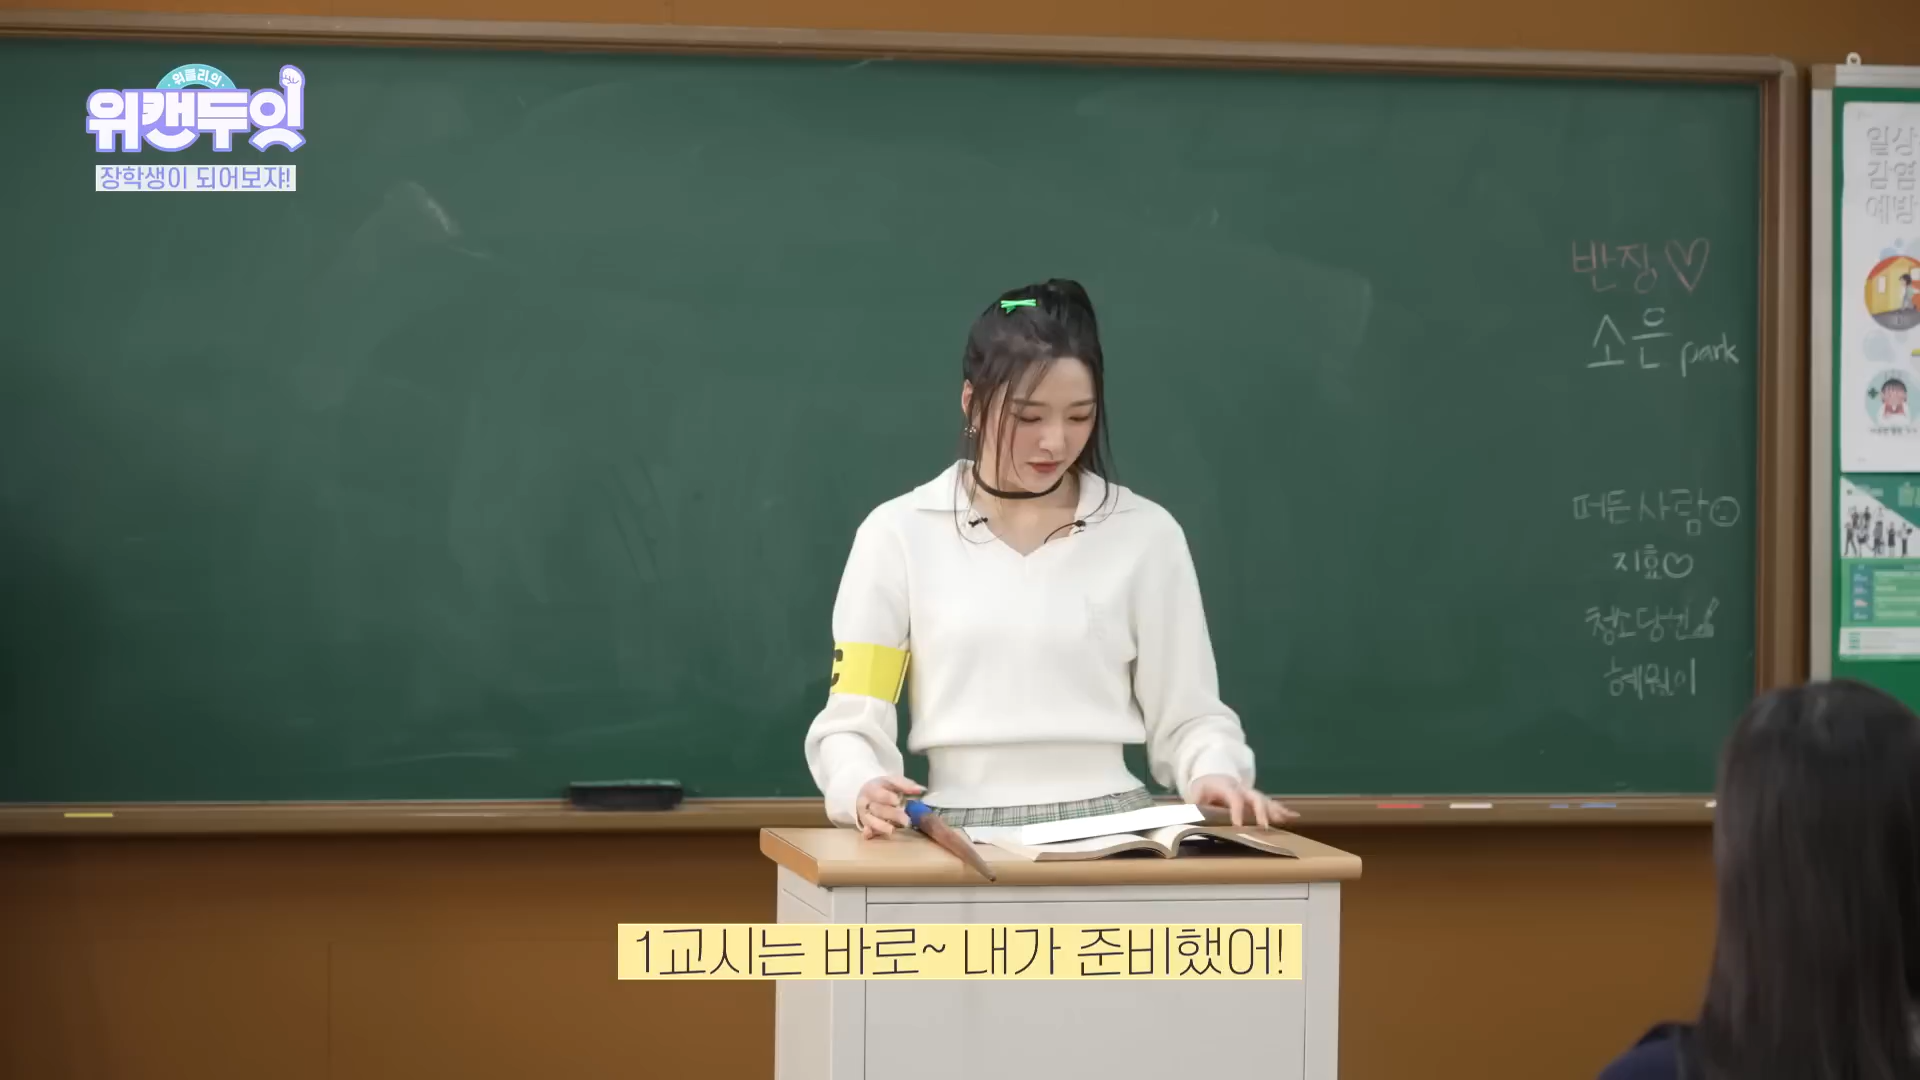 위클리의
위캔두잇
장학생이 되어보쟈!
반장♡
소은 park
떠든사람
지효♡
청소당번
혜원이
일상
감염
예방
1교시는 바로~ 내가 준비했어!